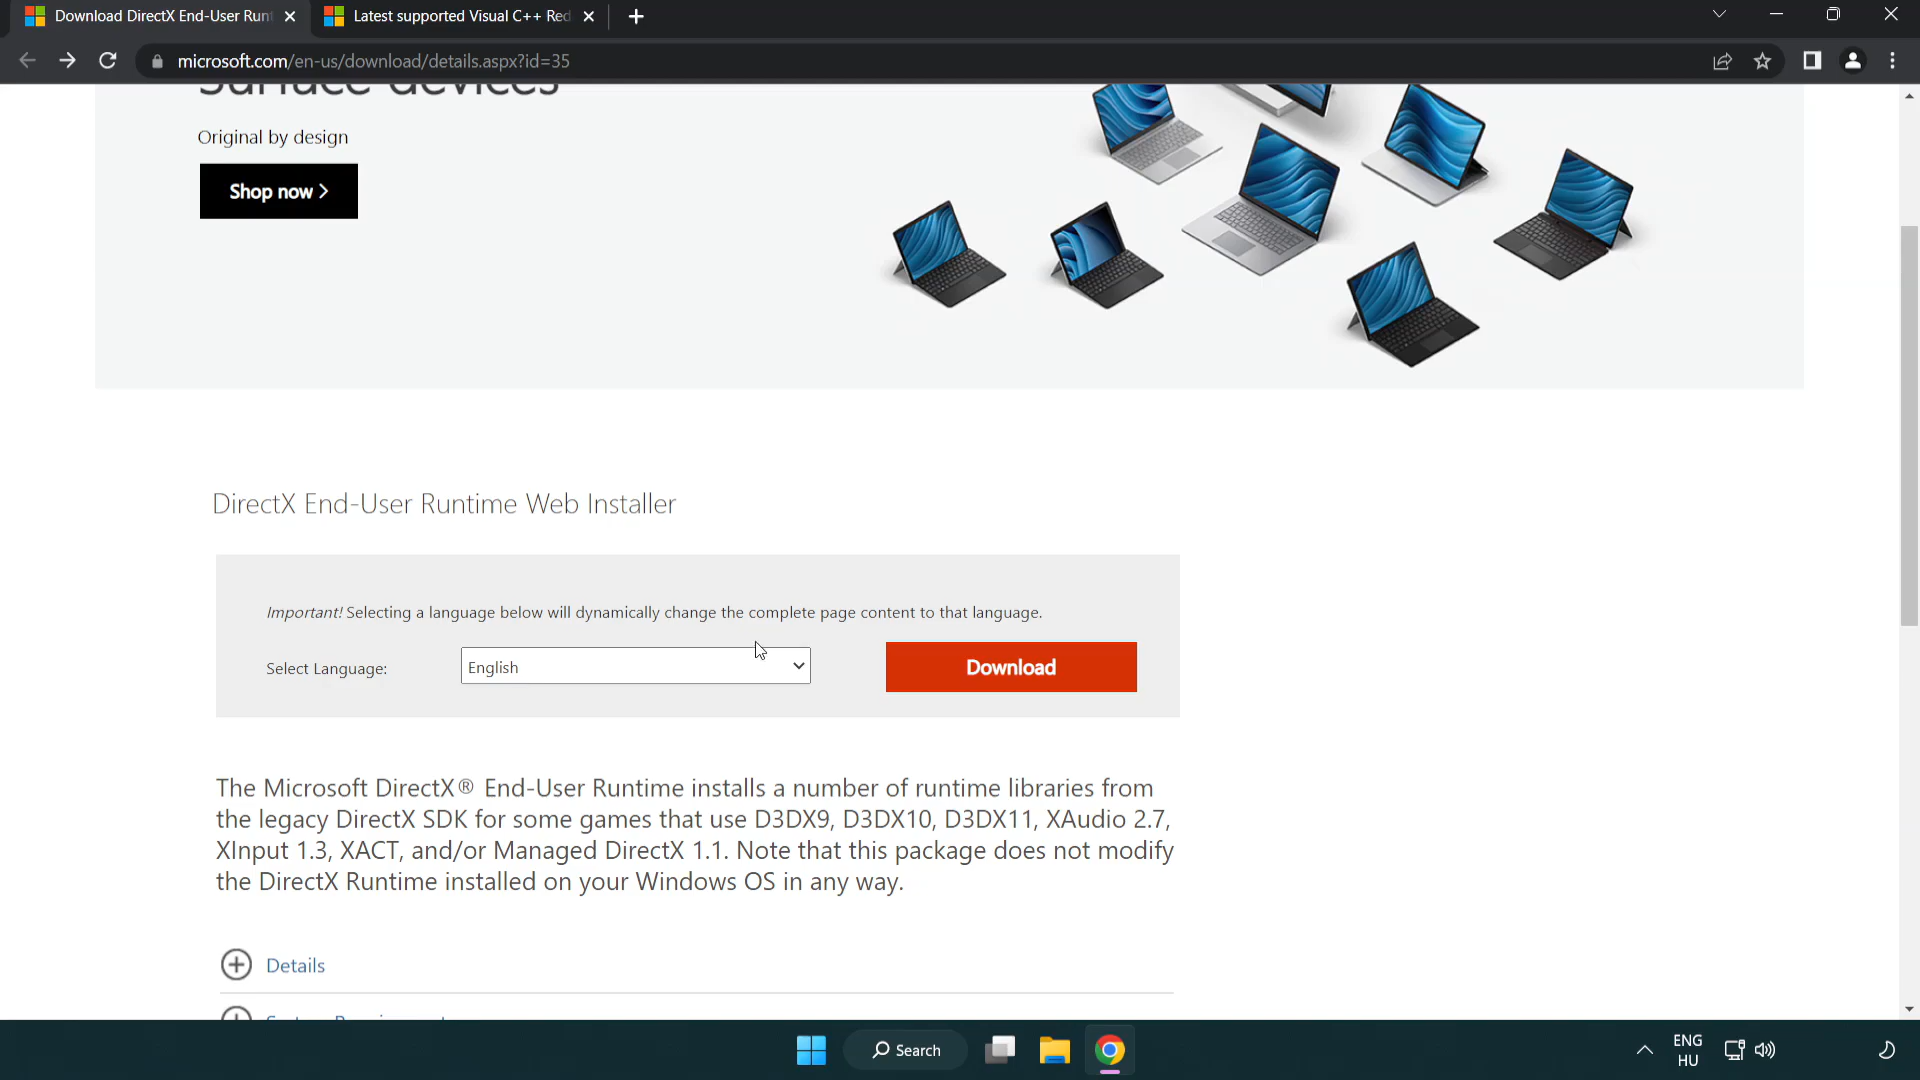 Download DirectX End-User Runt
Latest supported Visual C++ Red
microsoft.com/en-us/download/details.aspx?id=35
Surface devices
Original by design
Shop now
DirectX End-User Runtime Web Installer
Important! Selecting a language below will dynamically change the complete page content to that language.
Select Language:
English
Download
The Microsoft DirectX® End-User Runtime installs a number of runtime libraries from
the legacy DirectX SDK for some games that use D3DX9, D3DX10, D3DX11, XAudio 2.7,
XInput 1.3, XACT, and/or Managed DirectX 1.1. Note that this package does not modify
the DirectX Runtime installed on your Windows OS in any way.
Details
Search
ENG
HU